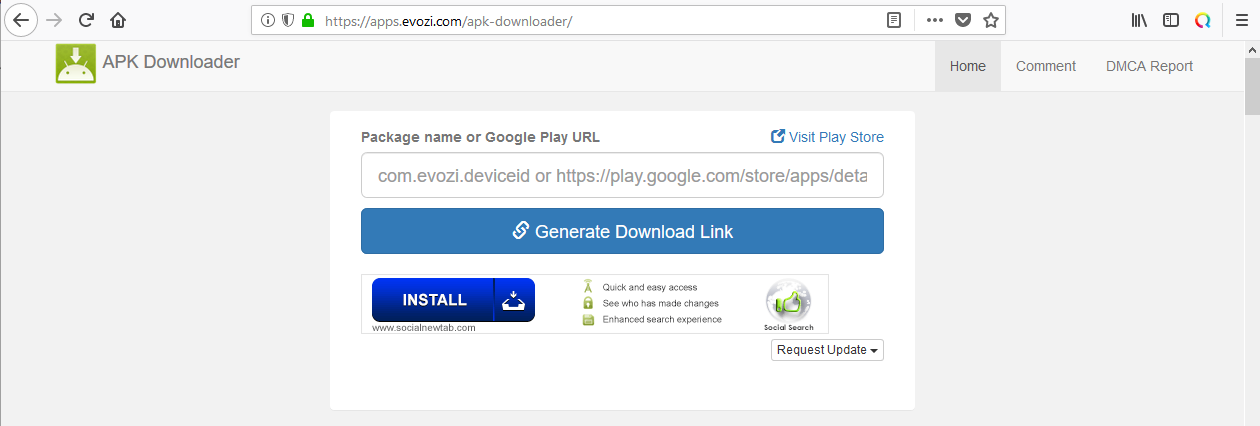 https://apps.evozi.com/apk-downloader/
APK Downloader
Home
Comment
DMCA Report
Package name or Google Play URL
Visit Play Store
com.evozi.deviceid or https://play.google.com/store/apps/deta
Generate Download Link
INSTALL
www.socialnewtab.com
Quick and easy access
See who has made changes
Enhanced search experience
Social Search
Request Update